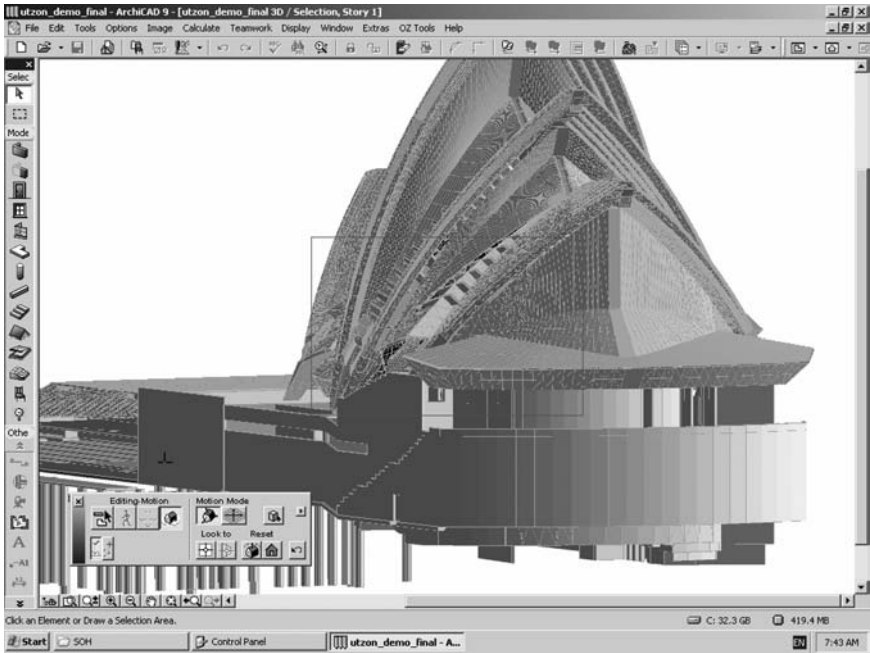 utzon_demo_final - ArchiCAD 9 - [utzon_demo_final 3D / Selection, Story 1]
File Edit Tools Options Image Calculate Teamwork Display Window Extras OZ Tools Help
Selec
Mode
Othe
A
A1
Editing-Motion
Motion Mode
Look to
Reset
Click an Element or Draw a Selection Area.
C: 32.3 GB
419.4 MB
Start
SOH
Control Panel
utzon_demo_final - A...
EN
7:43 AM